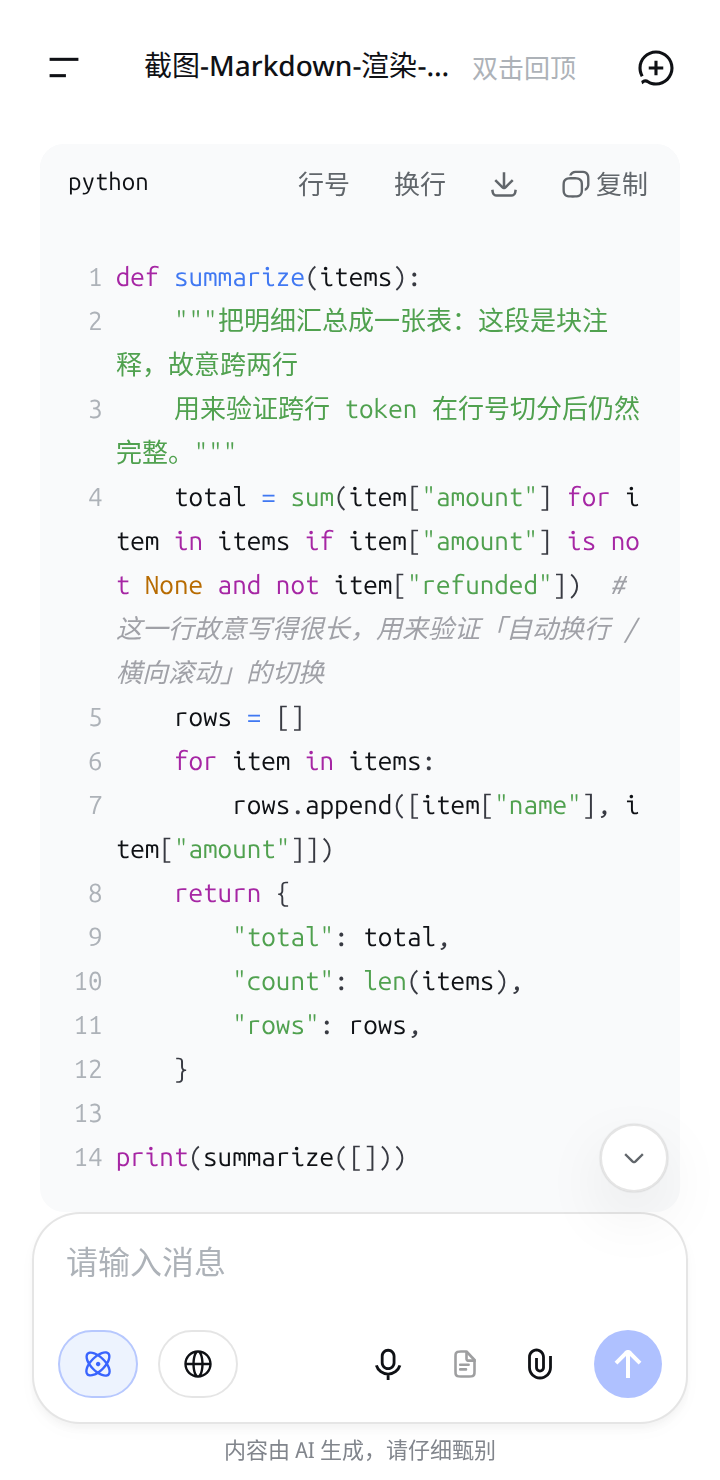 截图-Markdown-渲染-... 双击回顶
python 行号 换行 复制
1 def summarize(items):
2     """把明细汇总成一张表：这段是块注
释，故意跨两行
3     用来验证跨行 token 在行号切分后仍然
完整。"""
4     total = sum(item["amount"] for i
tem in items if item["amount"] is no
t None and not item["refunded"])  #
这一行故意写得很长，用来验证「自动换行 /
横向滚动」的切换
5     rows = []
6     for item in items:
7         rows.append([item["name"], i
tem["amount"]])
8     return {
9         "total": total,
10         "count": len(items),
11         "rows": rows,
12     }
13
14 print(summarize([]))
请输入消息
内容由 AI 生成，请仔细甄别